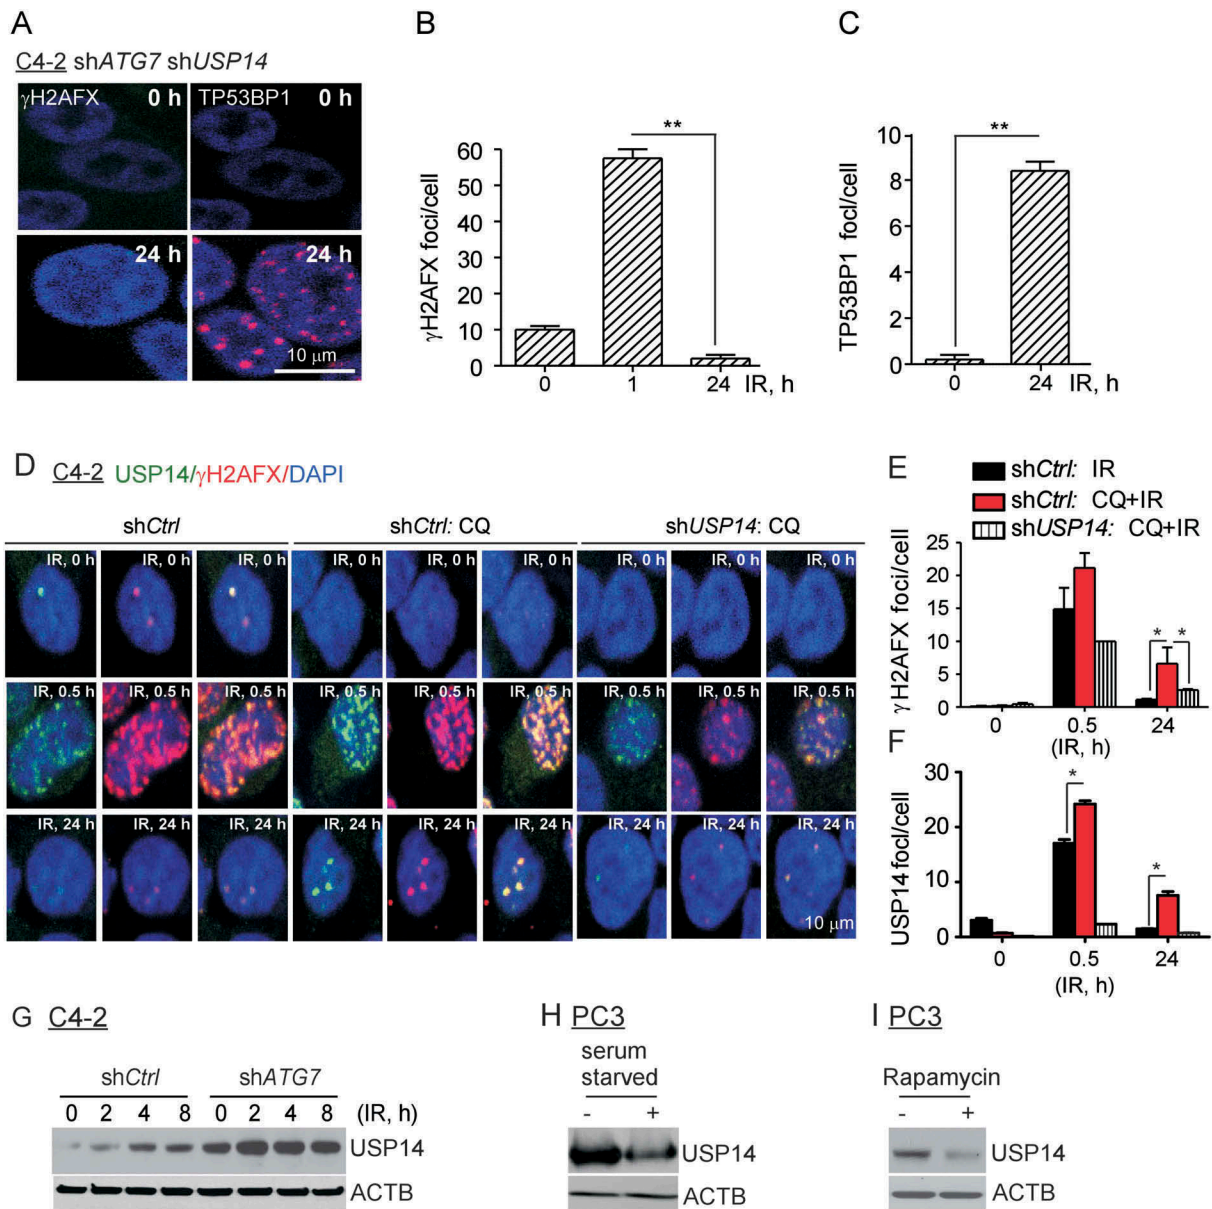 A
C4-2 shATG7 shUSP14
γH2AFX 0 h
TP53BP1 0 h
24 h
24 h
10 μm
B
γH2AFX foci/cell
60
50
40
30
20
10
0
**
0 1 24 IR, h
C
TP53BP1 focl/cell
10
8
6
4
2
0
**
0 24 IR, h
D C4-2 USP14/γH2AFX/DAPI
shCtrl shCtrl: CQ shUSP14: CQ
IR, 0 h IR, 0 h IR, 0 h IR, 0 h IR, 0 h IR, 0 h IR, 0 h IR, 0 h IR, 0 h
IR, 0.5 h IR, 0.5 h IR, 0.5 h IR, 0.5 h IR, 0.5 h IR, 0.5 h IR, 0.5 h IR, 0.5 h IR, 0.5 h
IR, 24 h IR, 24 h IR, 24 h IR, 24 h IR, 24 h IR, 24 h IR, 24 h IR, 24 h IR, 24 h
10 μm
E
shCtrl: IR
shCtrl: CQ+IR
shUSP14: CQ+IR
γH2AFX foci/cell
25
20
15
10
5
0
* *
0 0.5 24
(IR, h)
F
USP14 focl/cell
30
20
10
0
*
*
0 0.5 24
(IR, h)
G C4-2
shCtrl shATG7
0 2 4 8 0 2 4 8 (IR, h)
USP14
ACTB
H PC3
serum
starved
- +
USP14
ACTB
I PC3
Rapamycin
- +
USP14
ACTB